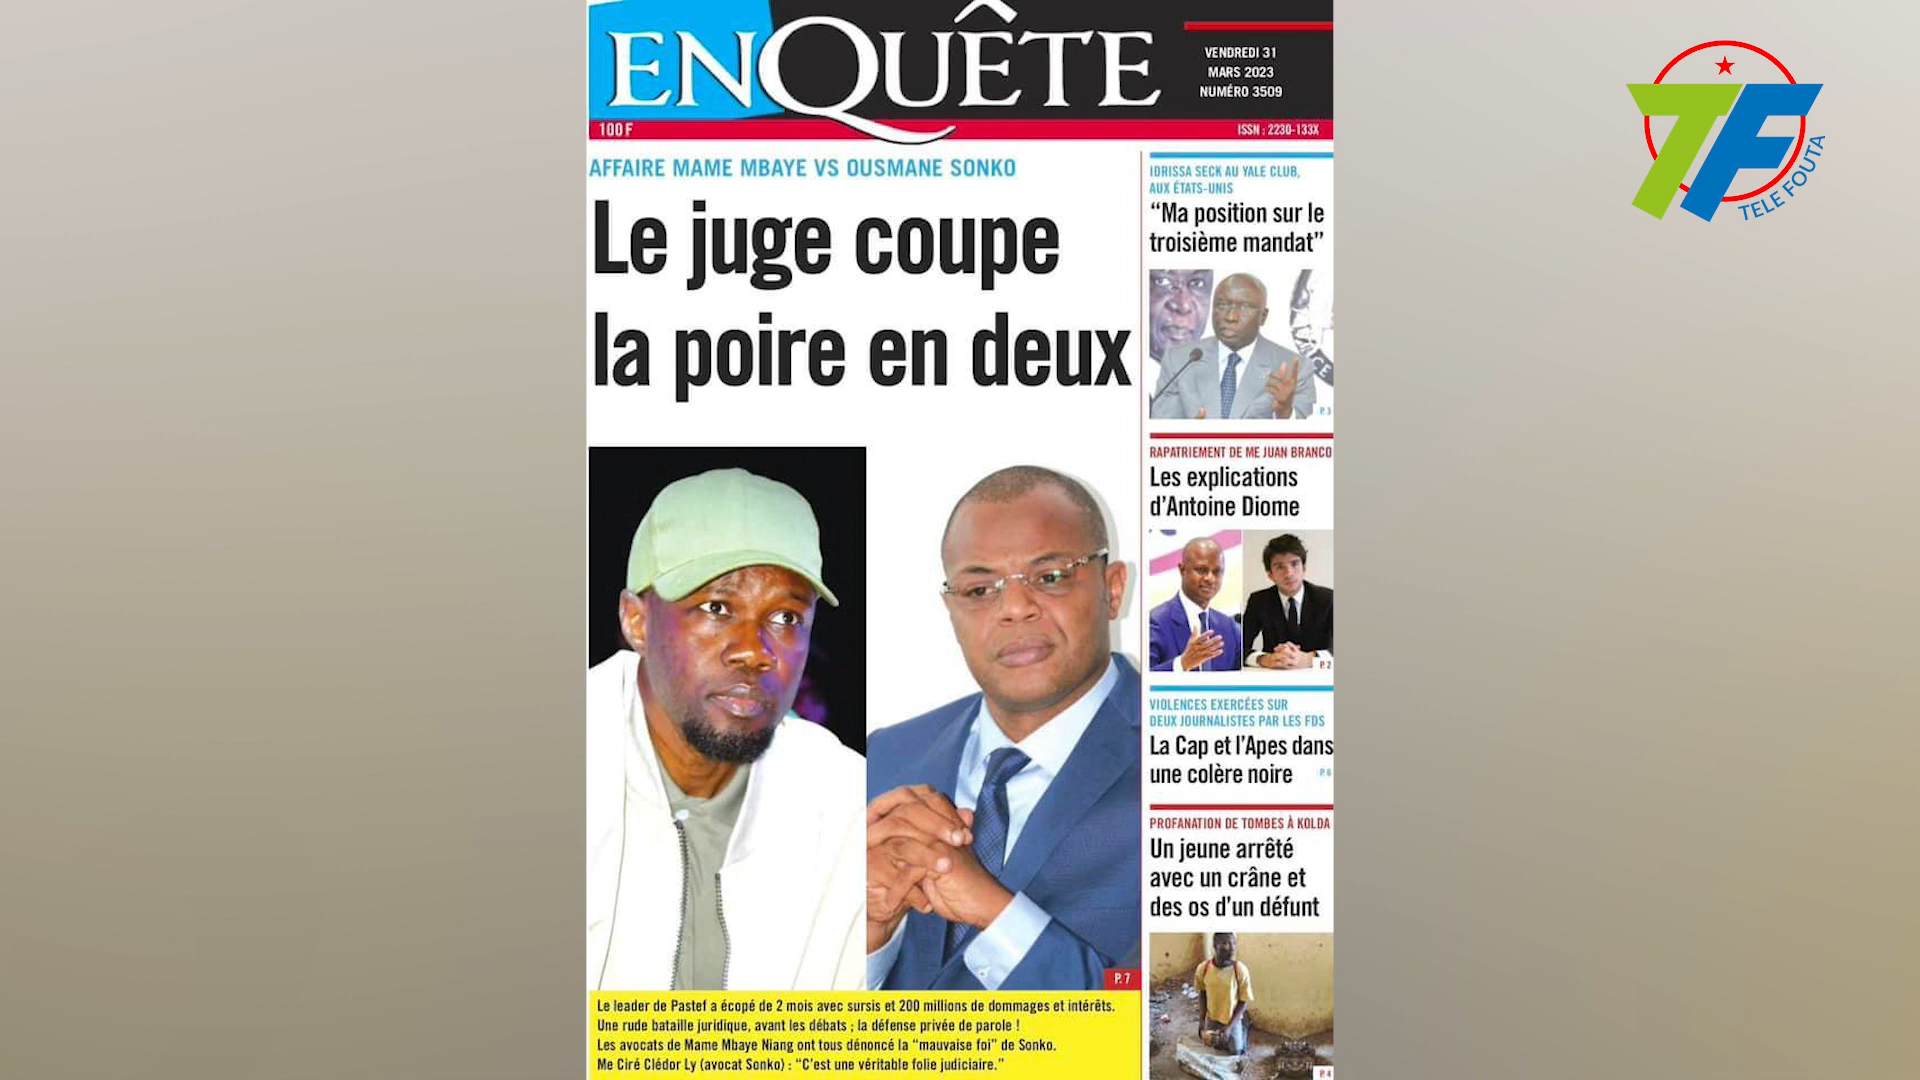 ENQUÊTE
VENDREDI 31
MARS 2023
NUMÉRO 3509
100 F
ISSN : 2230-133X
AFFAIRE MAME MBAYE VS OUSMANE SONKO
Le juge coupe
la poire en deux
P. 7
Le leader de Pastef a écopé de 2 mois avec sursis et 200 millions de dommages et intérêts.
Une rude bataille juridique, avant les débats ; la défense privée de parole !
Les avocats de Mame Mbaye Niang ont tous dénoncé la “mauvaise foi” de Sonko.
Me Ciré Clédor Ly (avocat Sonko) : “C’est une véritable folie judiciaire.”
IDRISSA SECK AU YALE CLUB,
AUX ÉTATS-UNIS
“Ma position sur le
troisième mandat”
P.3
RAPATRIEMENT DE ME JUAN BRANCO
Les explications
d’Antoine Diome
P.2
VIOLENCES EXERCÉES SUR
DEUX JOURNALISTES PAR LES FDS
La Cap et l’Apes dans
une colère noire
P.6
PROFANATION DE TOMBES À KOLDA
Un jeune arrêté
avec un crâne et
des os d’un défunt
P.4
TF
TELE FOUTA